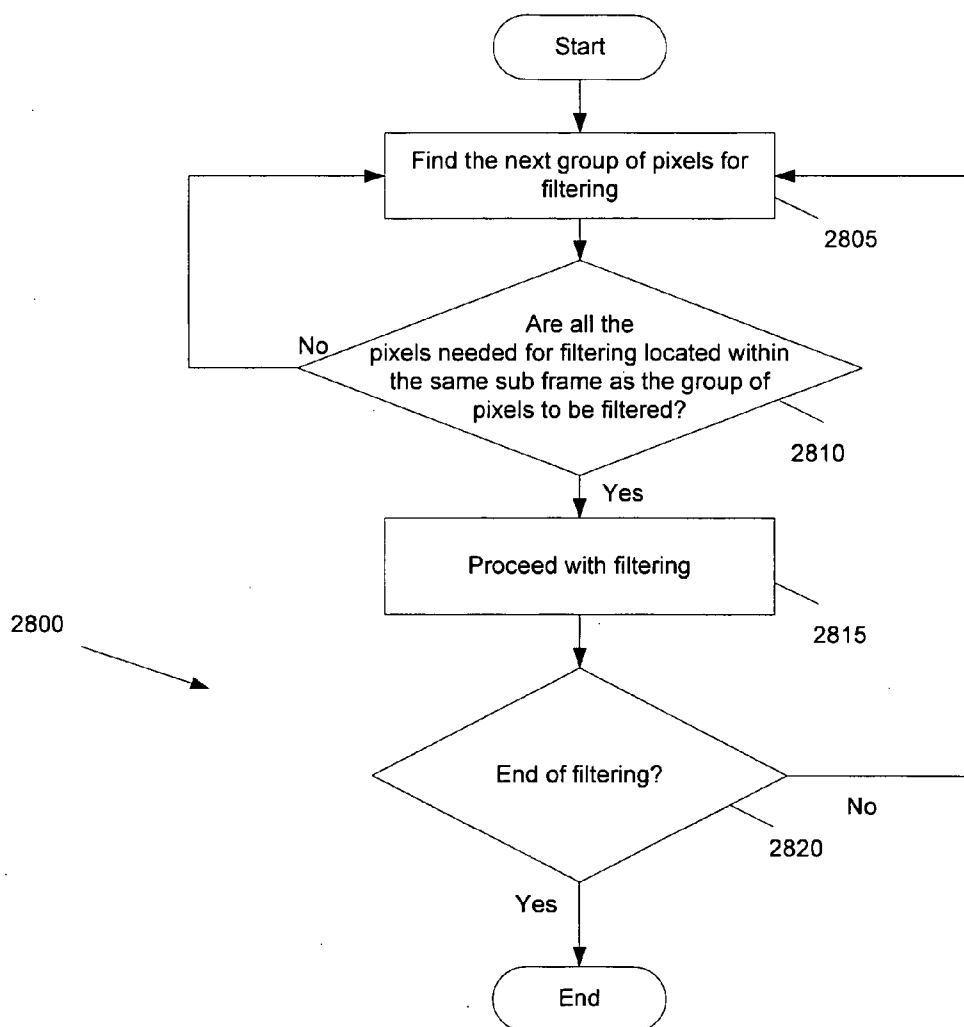 Start
Find the next group of pixels for
filtering
2805
Are all the
pixels needed for filtering located within
the same sub frame as the group of
pixels to be filtered?
No
2810
Yes
Proceed with filtering
2815
2800
End of filtering?
No
2820
Yes
End